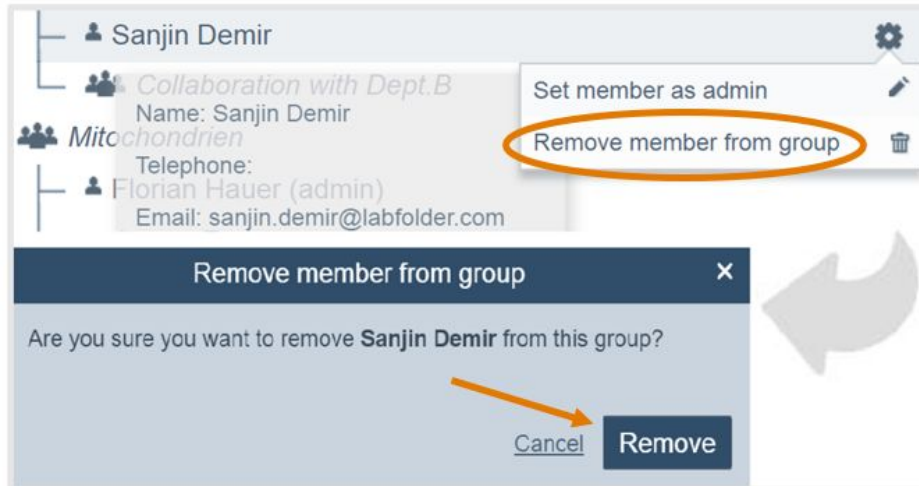 Sanjin Demir
Set member as admin
Collaboration with Dept.B
Name: Sanjin Demir
Remove member from group
Mitochondrien
Telephone:
Florian Hauer (admin)
Email: sanjin.demir@labfolder.com
Remove member from group ×
Are you sure you want to remove Sanjin Demir from this group?
Cancel Remove